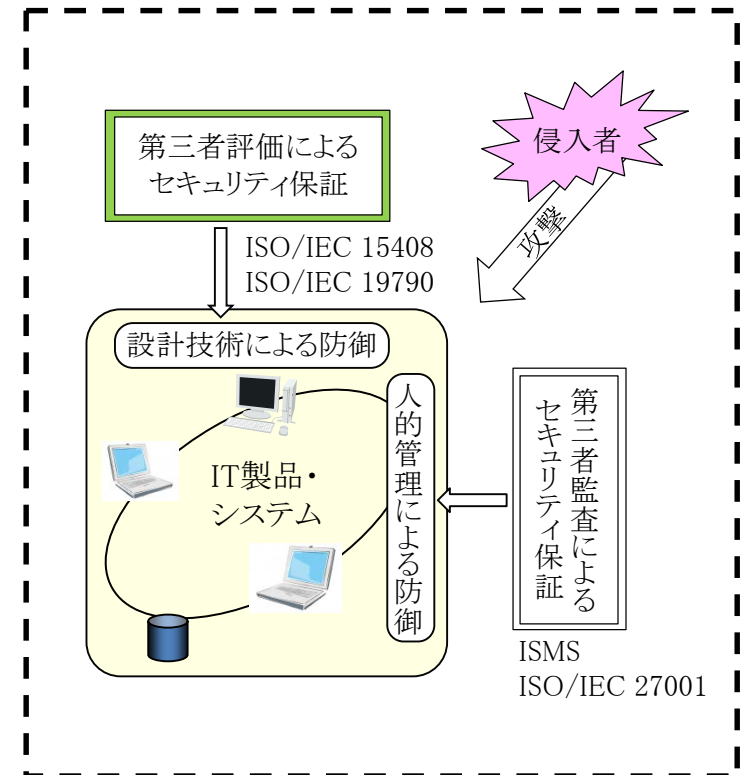 第三者評価による
セキュリティ保証
侵入者
攻撃
ISO/IEC 15408
ISO/IEC 19790
設計技術による防御
人的管理による防御
IT製品・
システム
第三者監査による
セキュリティ保証
ISMS
ISO/IEC 27001